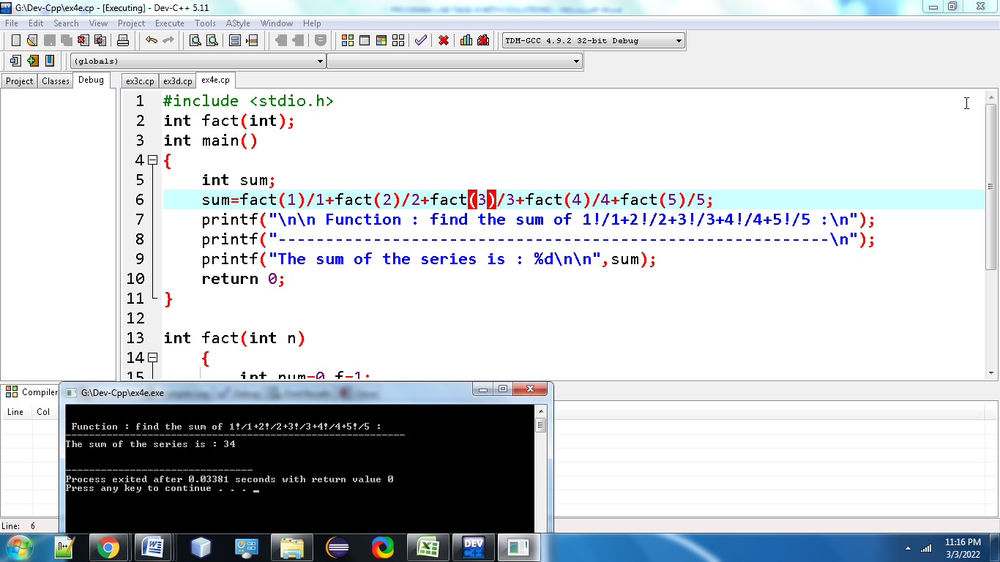 G:\Dev-Cpp\ex4e.cp - [Executing] - Dev-C++ 5.11
File Edit Search View Project Execute Tools AStyle Window Help
TDM-GCC 4.9.2 32-bit Debug
(globals)
Project Classes Debug ex3c.cp ex3d.cp ex4e.cp
1 #include <stdio.h>
2 int fact(int);
3 int main()
4 {
5 int sum;
6 sum=fact(1)/1+fact(2)/2+fact(3)/3+fact(4)/4+fact(5)/5;
7 printf("\n\n Function : find the sum of 1!/1+2!/2+3!/3+4!/4+5!/5 :\n");
8 printf("----------------------------------------------------------\n");
9 printf("The sum of the series is : %d\n\n",sum);
10 return 0;
11 }
12
13 int fact(int n)
14 {
15 int num=0,f=1;
Compiler
Line Col
G:\Dev-Cpp\ex4e.exe
Function : find the sum of 1!/1+2!/2+3!/3+4!/4+5!/5 :
----------------------------------------------------------
The sum of the series is : 34
--------------------------------
Process exited after 0.03381 seconds with return value 0
Press any key to continue . . . _
Line: 6
DEV
C++
11:16 PM
3/3/2022